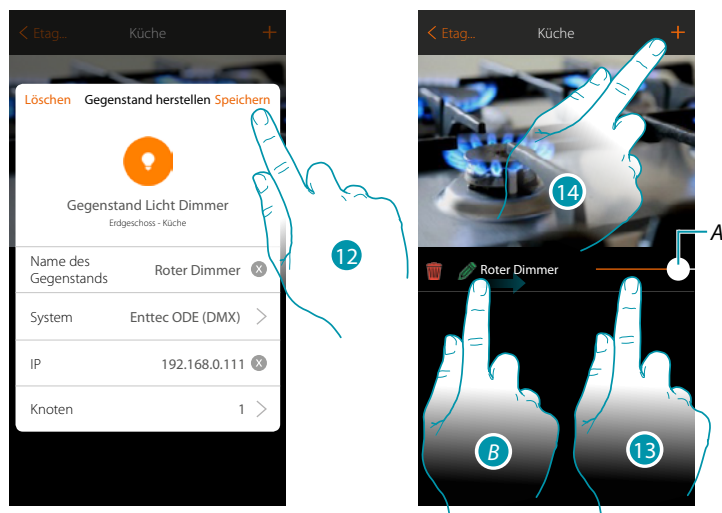 Etag...
Küche
+
Löschen Gegenstand herstellen Speichern
Gegenstand Licht Dimmer
Erdgeschoss - Küche
Name des
Gegenstands
Roter Dimmer
System
Enttec ODE (DMX)
IP
192.168.0.111
Knoten
1
12
Etag...
Küche
+
14
A
Roter Dimmer
B
13